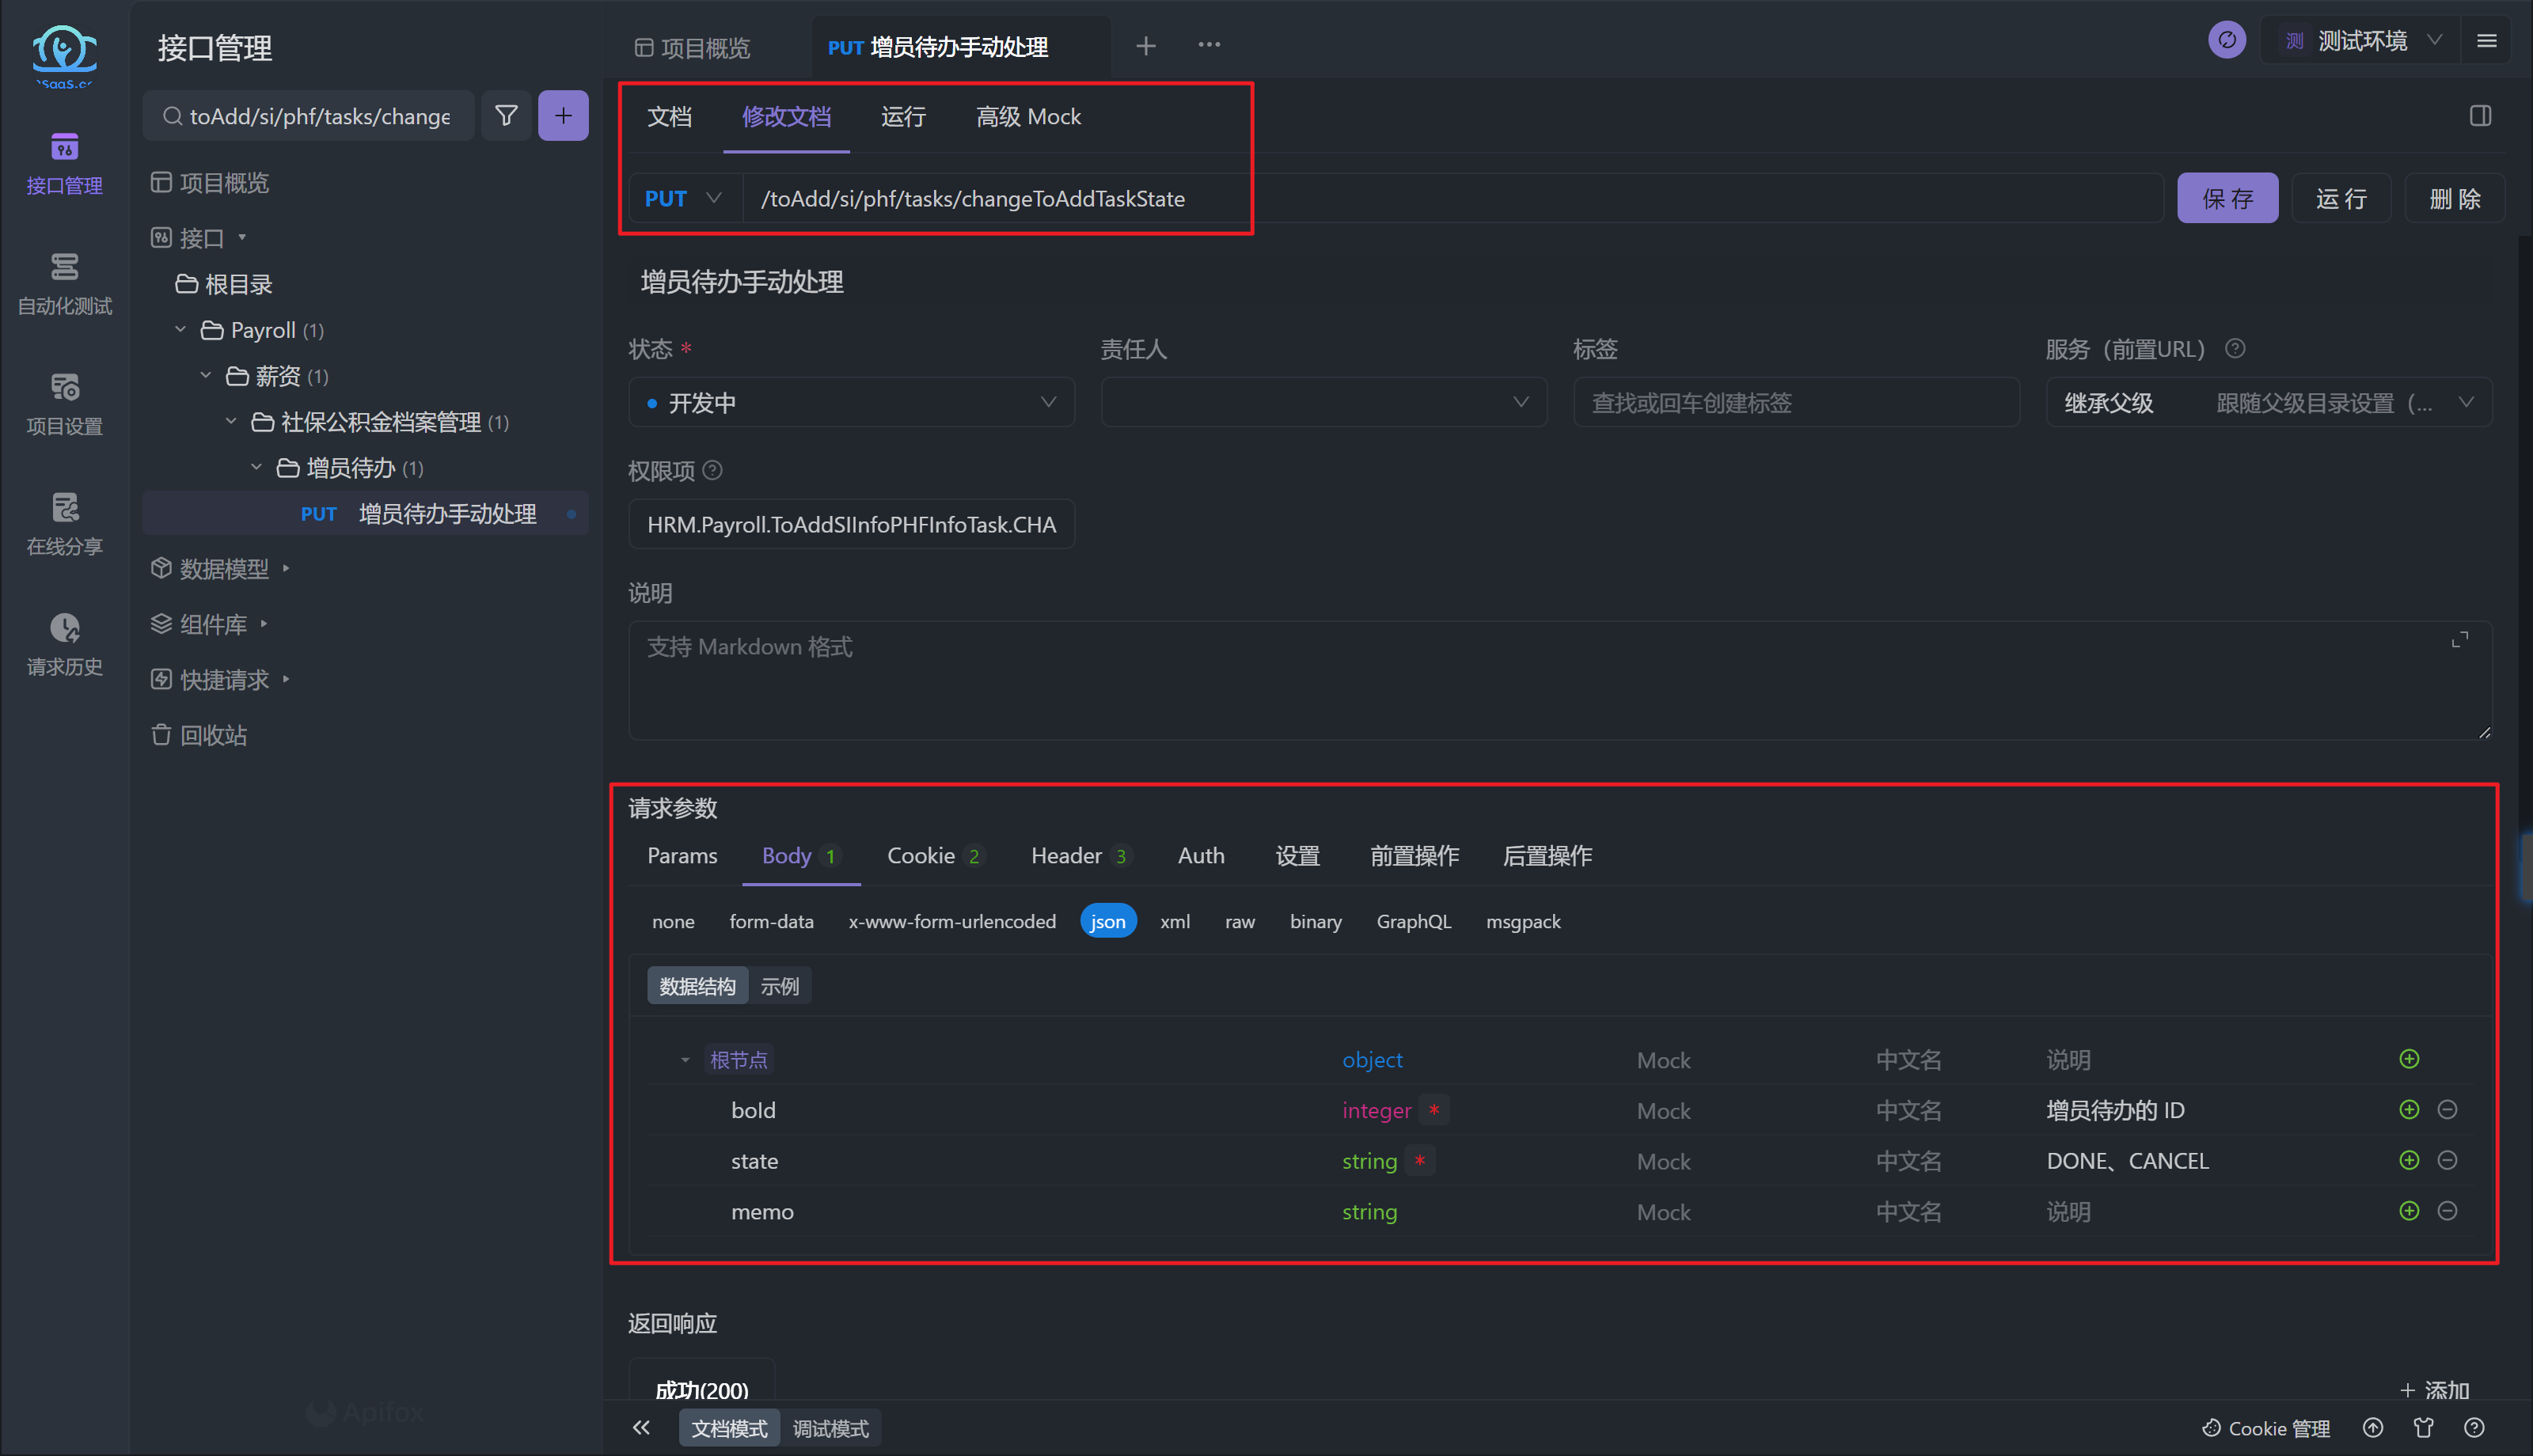 接口管理
项目概览
PUT 增员待办手动处理
测 测试环境
toAdd/si/phf/tasks/change
文档
修改文档
运行
高级 Mock
接口管理
自动化测试
项目设置
在线分享
请求历史
项目概览
接口
根目录
Payroll (1)
薪资 (1)
社保公积金档案管理 (1)
增员待办 (1)
PUT 增员待办手动处理
数据模型
组件库
快捷请求
回收站
Apifox
PUT
/toAdd/si/phf/tasks/changeToAddTaskState
保 存
运 行
删 除
增员待办手动处理
状态 *
责任人
标签
服务（前置URL）
开发中
查找或回车创建标签
继承父级 跟随父级目录设置（...
权限项
HRM.Payroll.ToAddSIInfoPHFInfoTask.CHA
说明
支持 Markdown 格式
请求参数
Params Body 1 Cookie 2 Header 3 Auth 设置 前置操作 后置操作
none form-data x-www-form-urlencoded json xml raw binary GraphQL msgpack
数据结构 示例
根节点 object Mock 中文名 说明
bold integer * Mock 中文名 增员待办的 ID
state string * Mock 中文名 DONE、CANCEL
memo string Mock 中文名 说明
返回响应
成功(200)
添加
文档模式 调试模式
Cookie 管理